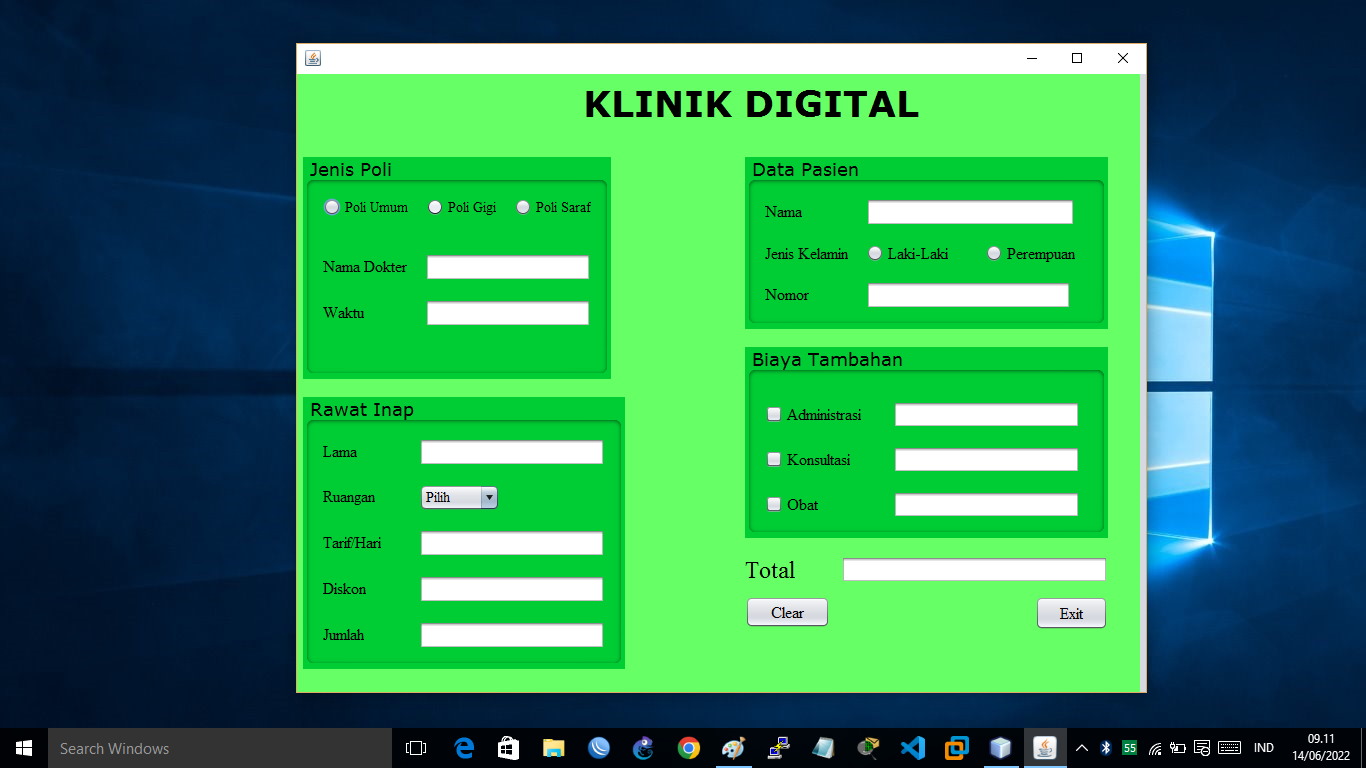 KLINIK DIGITAL
Jenis Poli
Poli Umum Poli Gigi Poli Saraf
Nama Dokter
Waktu
Rawat Inap
Lama
Ruangan Pilih
Tarif/Hari
Diskon
Jumlah
Data Pasien
Nama
Jenis Kelamin Laki-Laki Perempuan
Nomor
Biaya Tambahan
Administrasi
Konsultasi
Obat
Total
Clear Exit
Search Windows
55
IND
09.11
14/06/2022